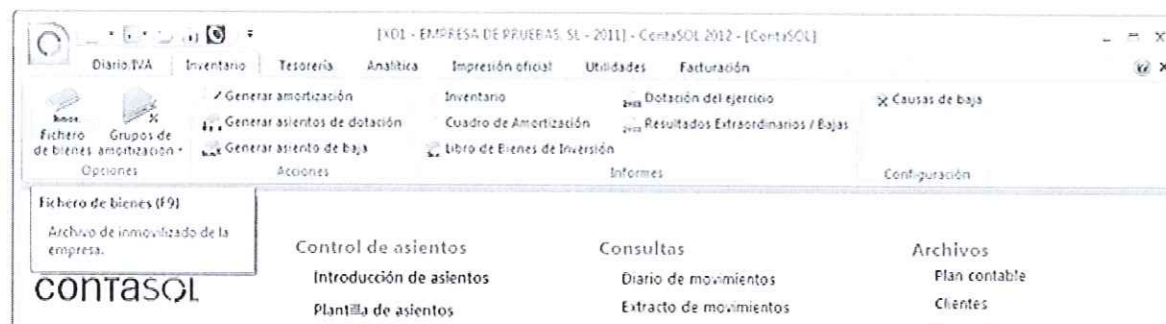 [X01 - EMPRESA DE PRUEBAS, SL - 2011] - ContaSOL 2012 - [ContaSOL]
Diario/IVA Inventario Tesorería Analítica Impresión oficial Utilidades Facturación
Fichero de bienes
Grupos de amortización
Opciones
Generar amortización
Generar asientos de dotación
Generar asiento de baja
Acciones
Inventario
Cuadro de Amortización
Libro de Bienes de Inversión
Dotación del ejercicio
Resultados Extraordinarios / Bajas
Informes
Causas de baja
Configuración
Fichero de bienes (F9)
Archivo de inmovilizado de la
empresa.
contasol
Control de asientos
Introducción de asientos
Plantilla de asientos
Consultas
Diario de movimientos
Extracto de movimientos
Archivos
Plan contable
Clientes